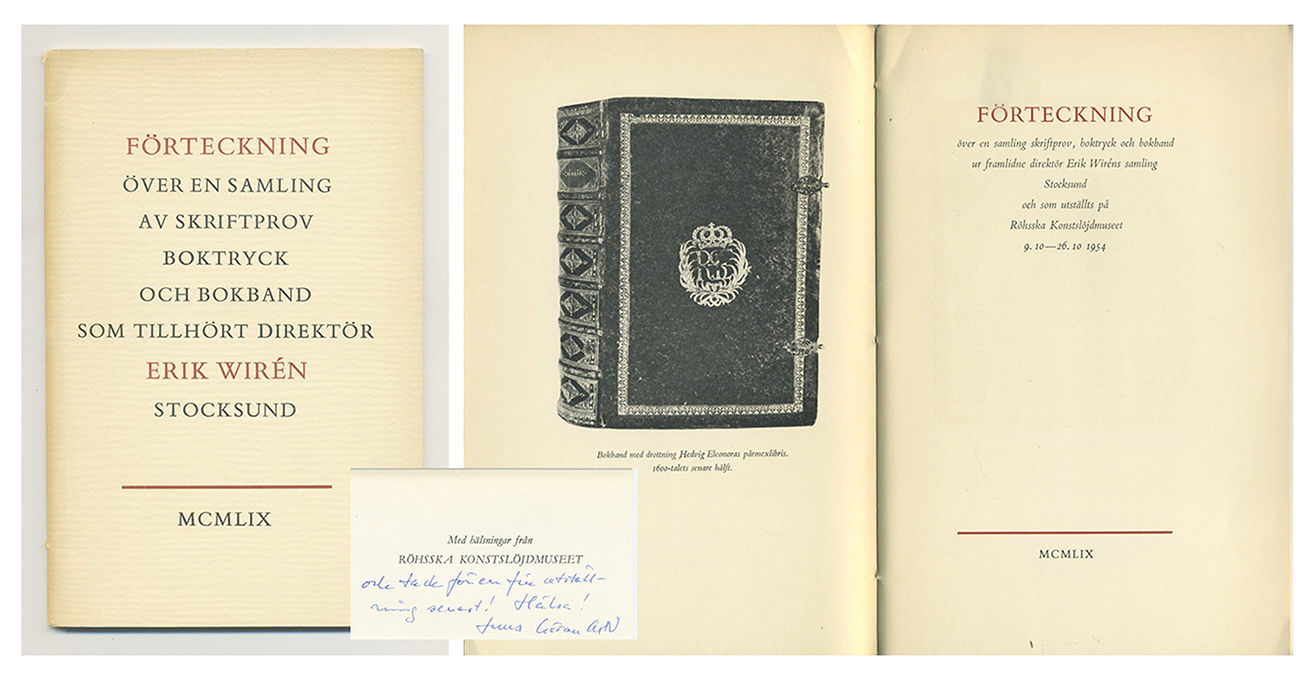 FÖRTECKNING
ÖVER EN SAMLING
AV SKRIFTPROV
BOKTRYCK
OCH BOKBAND
SOM TILLHÖRT DIREKTÖR
ERIK WIRÉN
STOCKSUND
MCMLIX
Med hälsningar från
RÖHSSKA KONSTSLÖJDMUSEET
och tack för en fin utställ-
ning senast! Hälsa!
Göran
Bokband med drottning Hedvig Eleonoras pärmexlibris.
1600-talets senare hälft.
FÖRTECKNING
över en samling skriftprov, boktryck och bokband
ur framlidne direktör Erik Wiréns samling
Stocksund
och som utställts på
Röhsska Konstslöjdmuseet
9.10—26.10 1954
MCMLIX